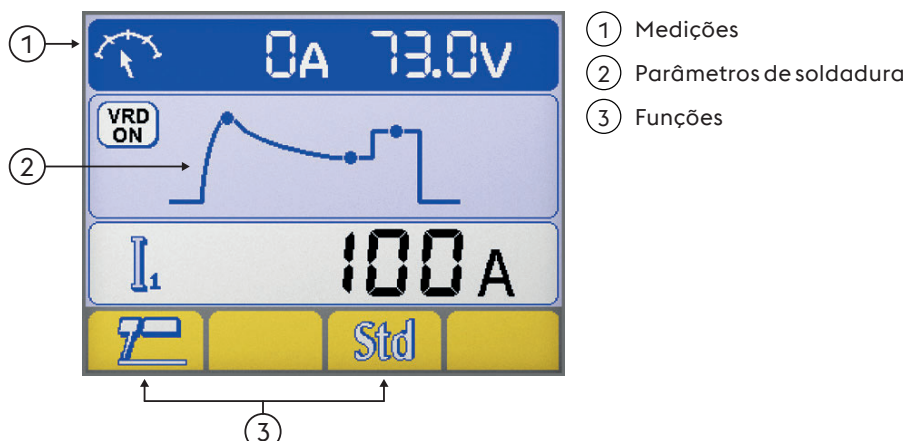 1
0A 73.0V
VRD
ON
2
I1
100A
Std
3
1 Medições
2 Parâmetros de soldadura
3 Funções